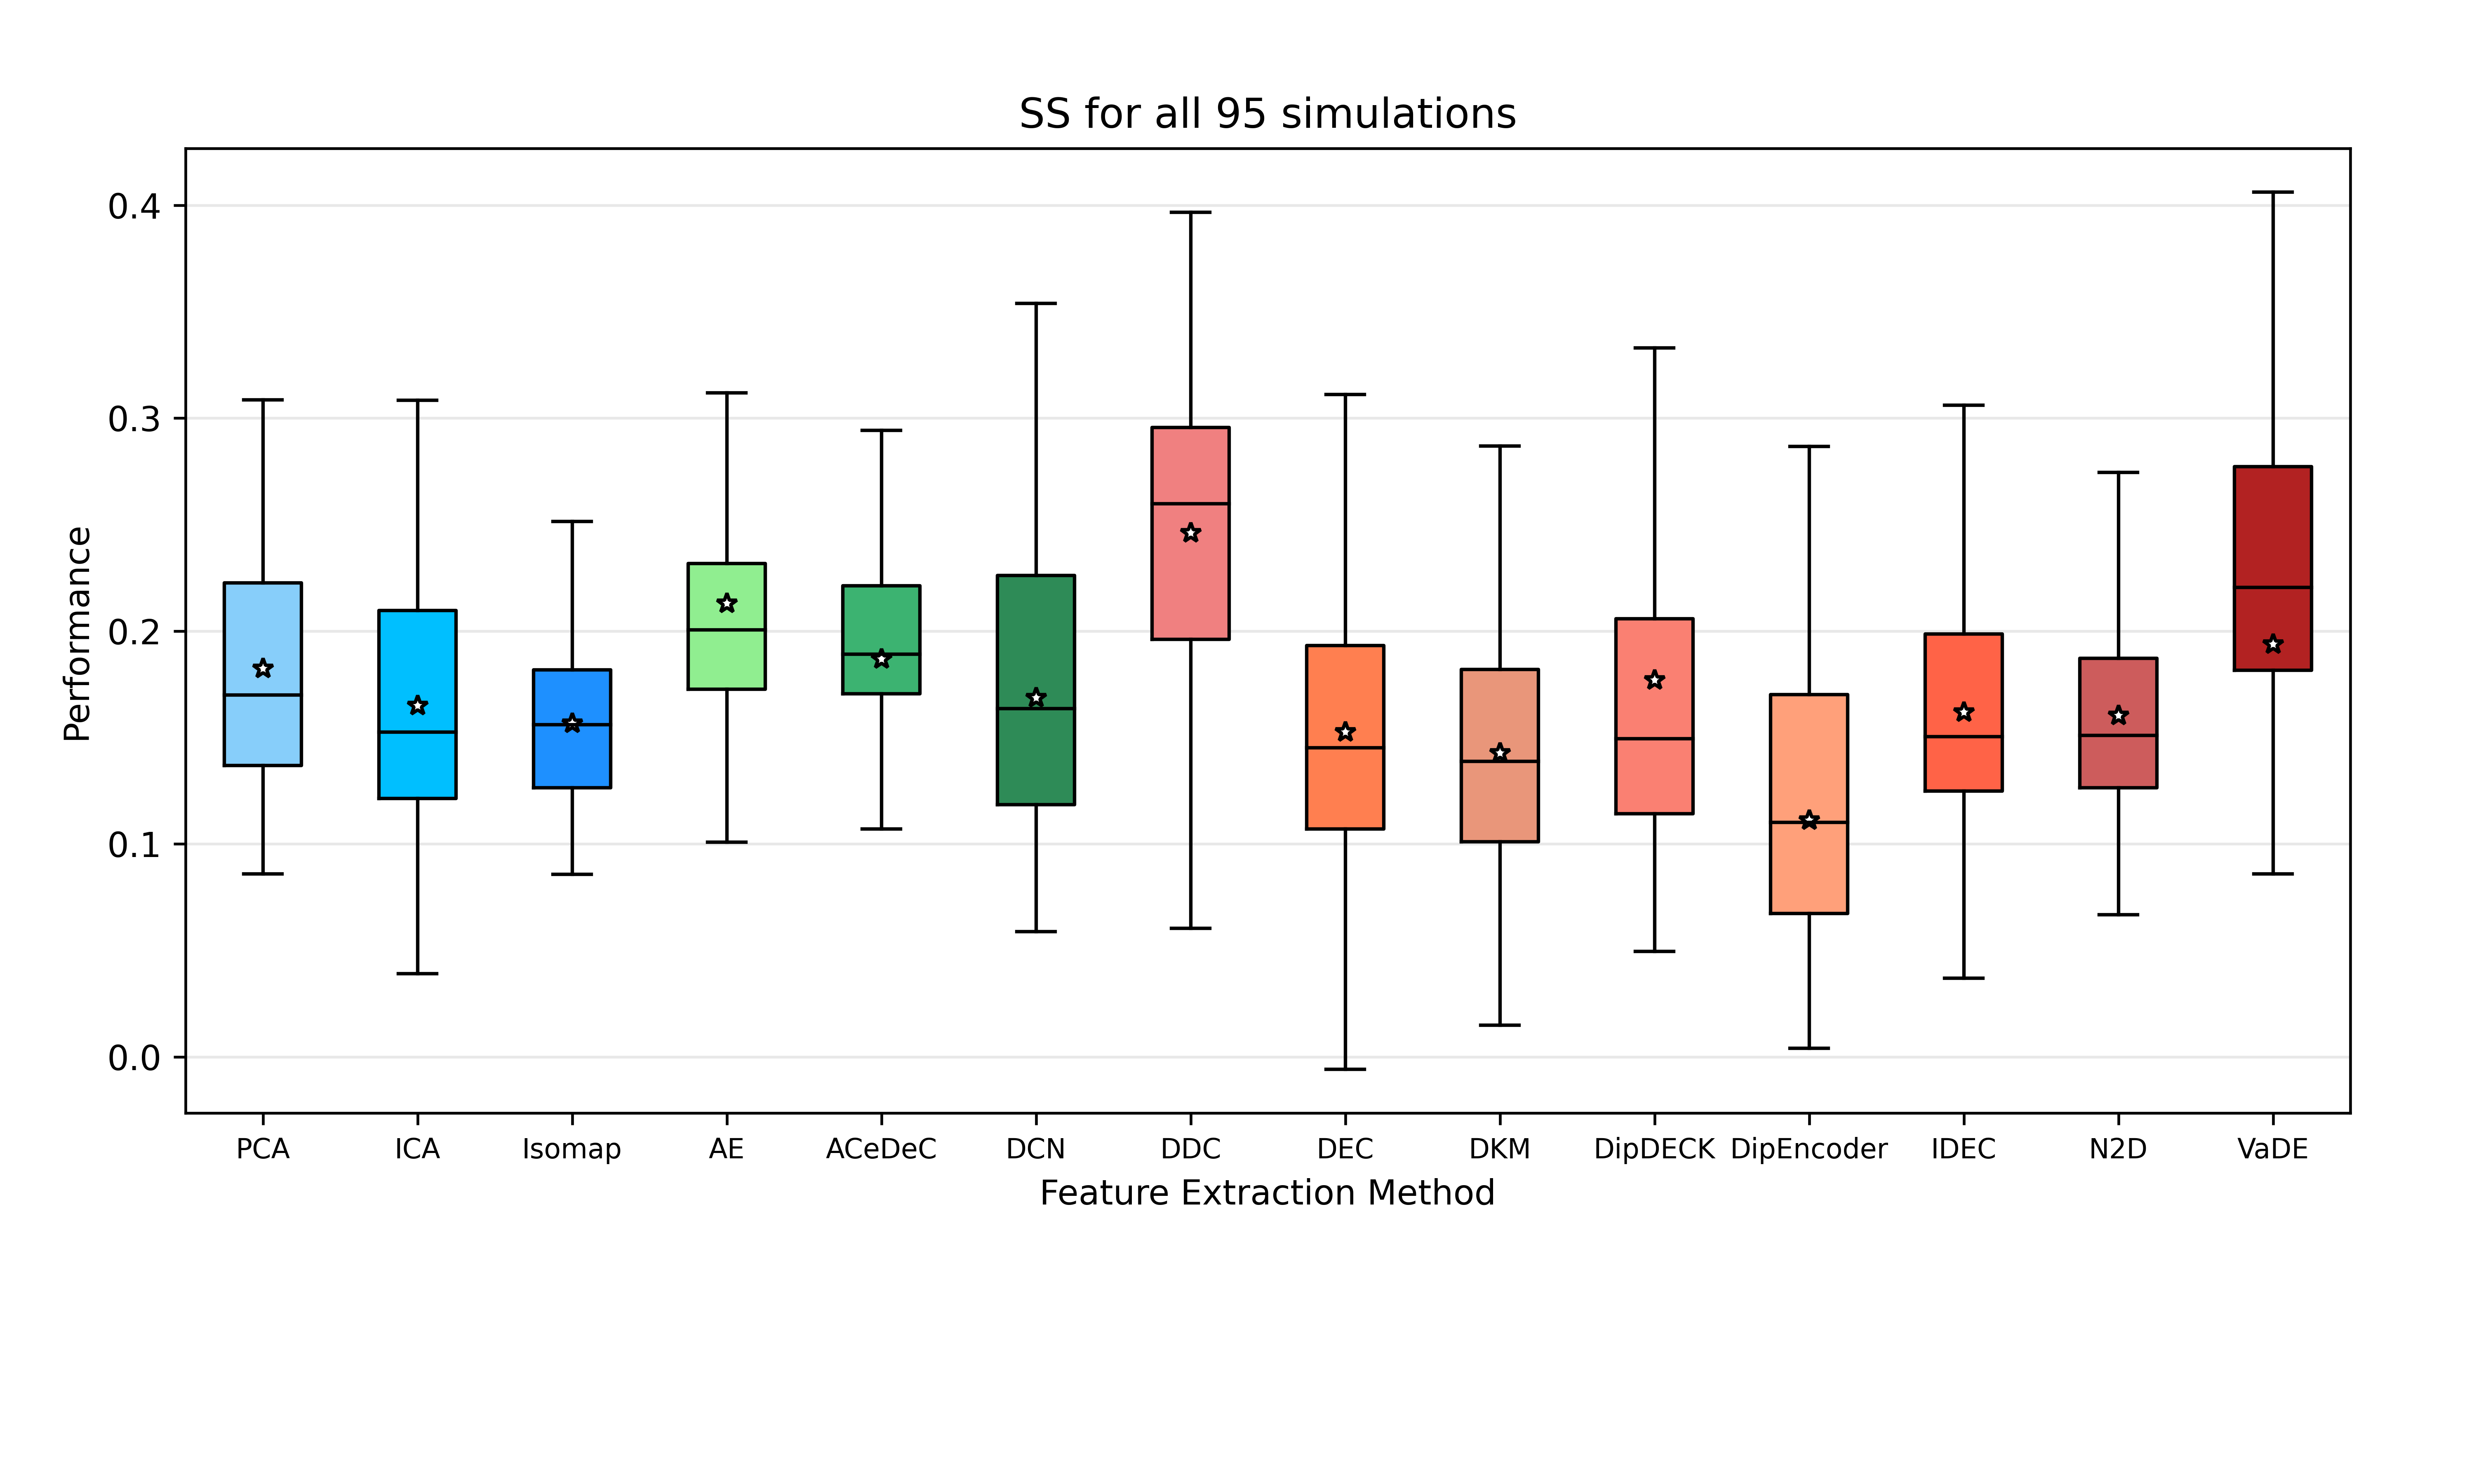 SS for all 95 simulations
Performance
0.4
0.3
0.2
0.1
0.0
PCA ICA Isomap AE ACeDeC DCN DDC DEC DKM DipDECK DipEncoder IDEC N2D VaDE
Feature Extraction Method